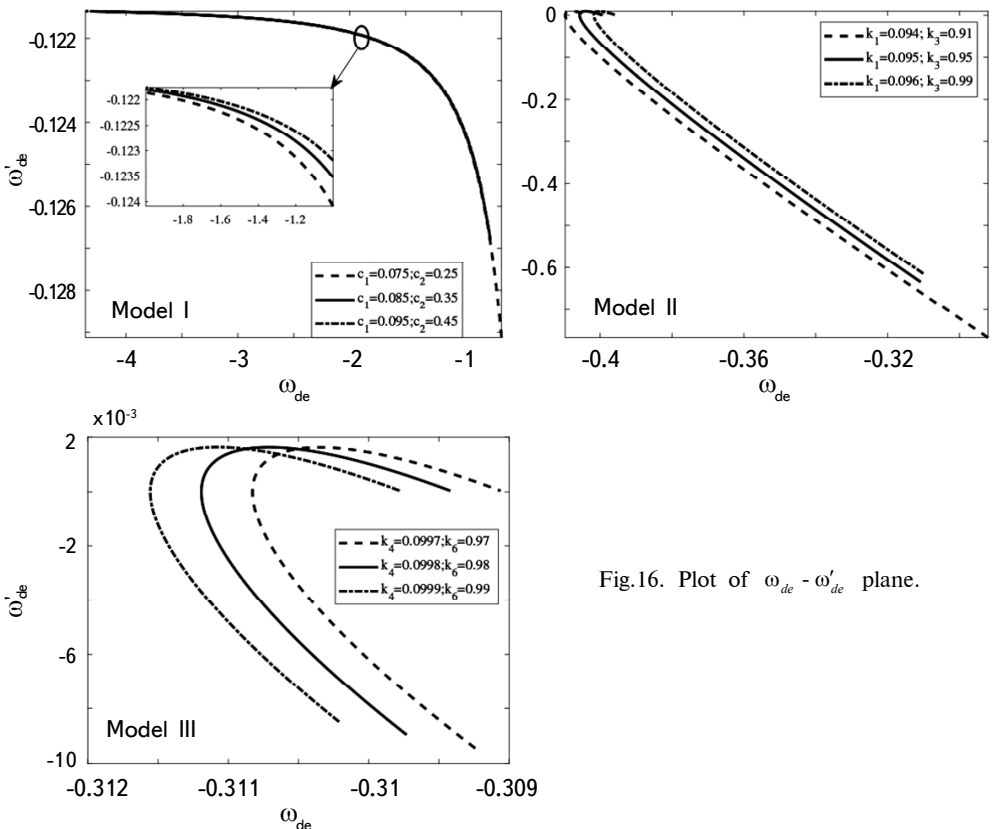 -0.122
-0.124
-0.126
-0.128
ω'de
-0.122
-0.1225
-0.123
-0.1235
-0.124
-1.8 -1.6 -1.4 -1.2
c1=0.075;c2=0.25
c1=0.085;c2=0.35
c1=0.095;c2=0.45
Model I
-4 -3 -2 -1
ωde
0
-0.2
-0.4
-0.6
k1=0.094; k3=0.91
k1=0.095; k3=0.95
k1=0.096; k3=0.99
Model II
-0.4 -0.36 -0.32
ωde
x10-3
2
-2
-6
-10
ω'de
k4=0.0997;k6=0.97
k4=0.0998;k6=0.98
k4=0.0999;k6=0.99
Model III
-0.312 -0.311 -0.31 -0.309
ωde
Fig.16. Plot of ωde - ω'de plane.